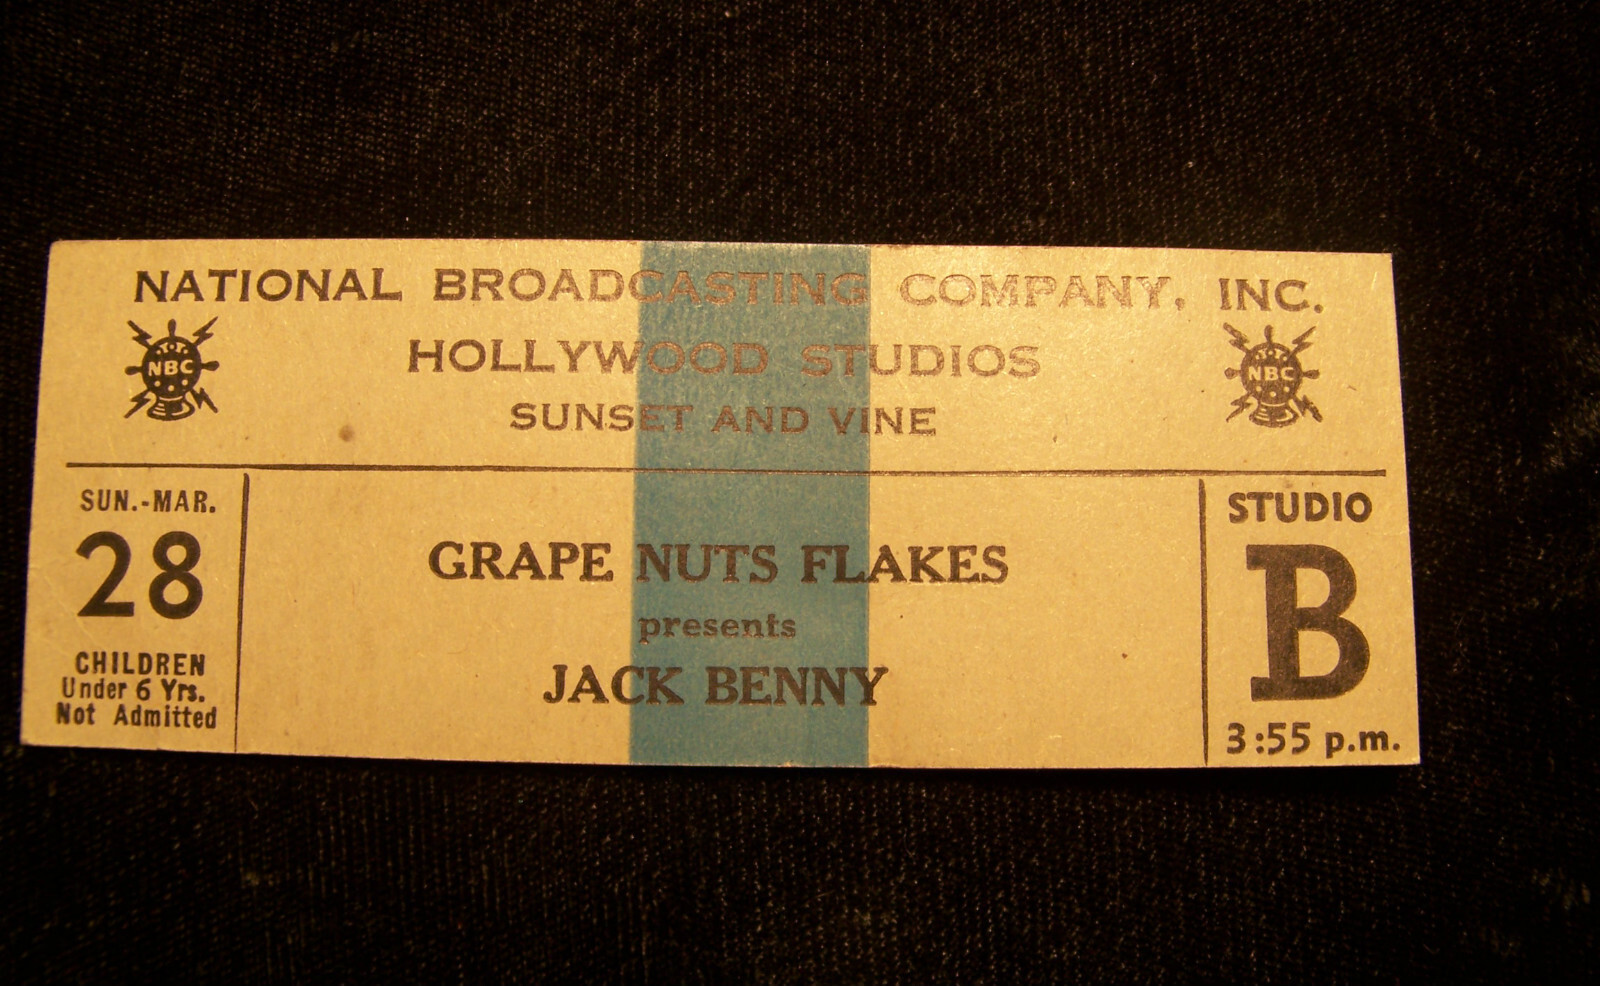 NATIONAL BROADCASTING COMPANY, INC.
NBC
HOLLYWOOD STUDIOS
NBC
SUNSET AND VINE
SUN.-MAR.
28
CHILDREN
Under 6 Yrs.
Not Admitted
GRAPE NUTS FLAKES
presents
JACK BENNY
STUDIO
B
3:55 p.m.